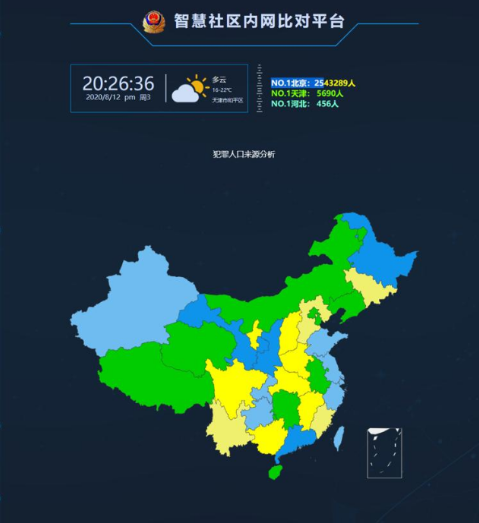 智慧社区内网比对平台
20:26:36
2020/8/12 pm 周3
多云
16-22℃
天津市和平区
NO.1北京：2543289人
NO.1天津：5690人
NO.1河北：456人
犯罪人口来源分析